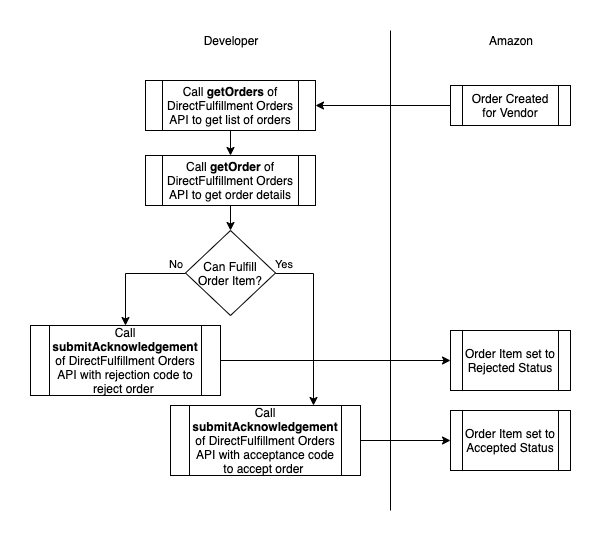 Developer
Amazon
Call getOrders of
DirectFulfillment Orders
API to get list of orders
Order Created
for Vendor
Call getOrder of
DirectFulfillment Orders
API to get order details
No
Can Fulfill
Order Item?
Yes
Call
submitAcknowledgement
of DirectFulfillment Orders
API with rejection code to
reject order
Order Item set to
Rejected Status
Call
submitAcknowledgement
of DirectFulfillment Orders
API with acceptance code
to accept order
Order Item set to
Accepted Status